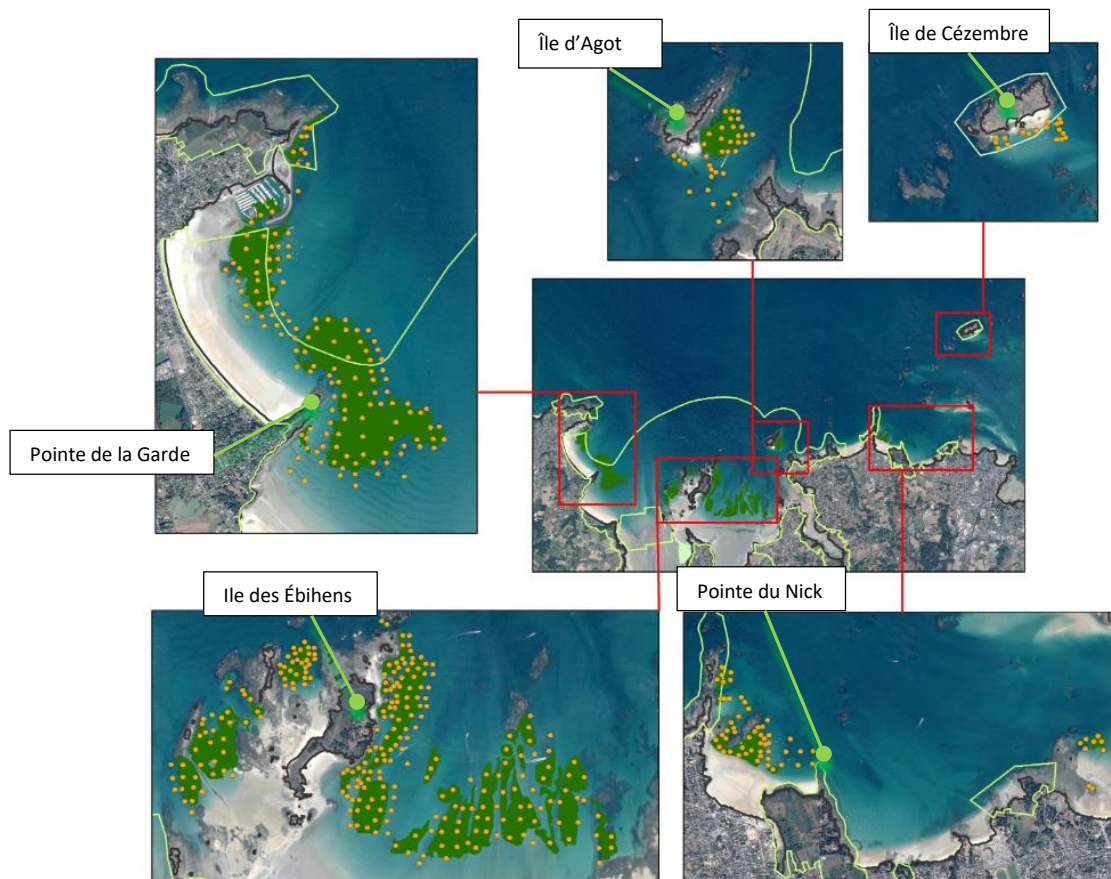 Île d’Agot
Île de Cézembre
Pointe de la Garde
Ile des Ébihens
Pointe du Nick